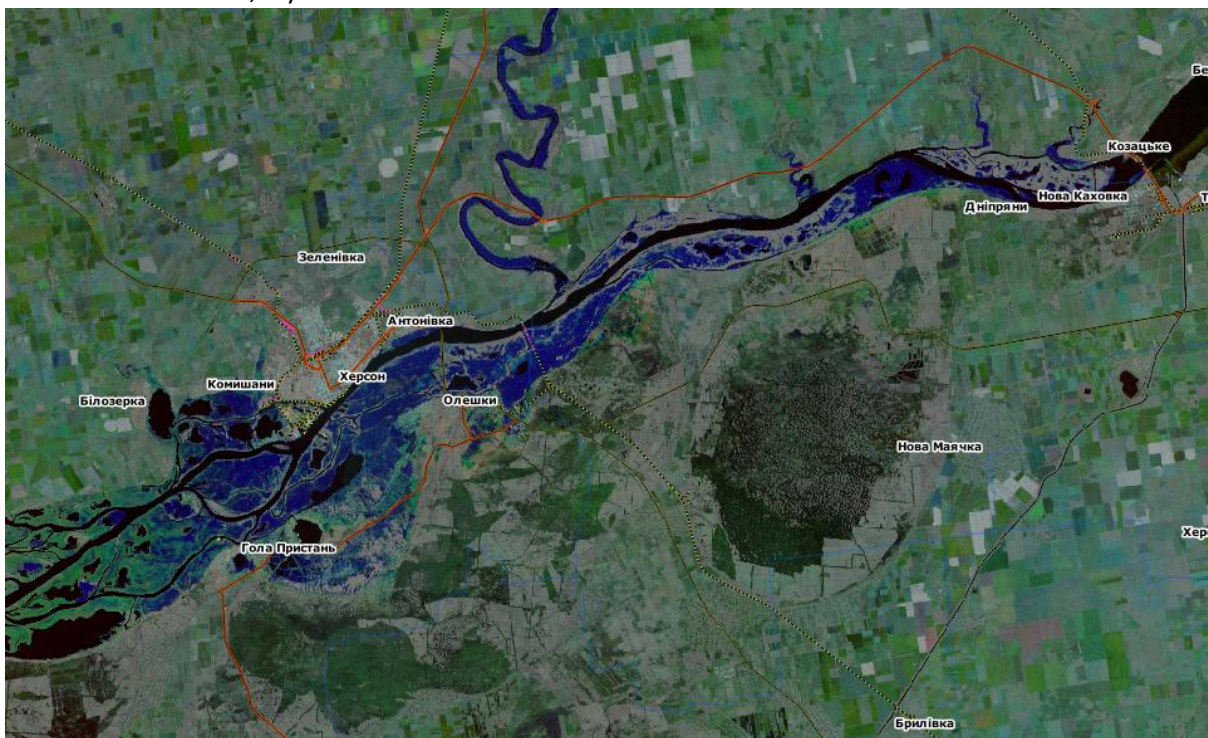 Козацьке
Нова Каховка
Дніпряни
Зеленівка
Антонівка
Херсон
Комишани
Білозерка
Олешки
Нова Маячка
Гола Пристань
Брилівка